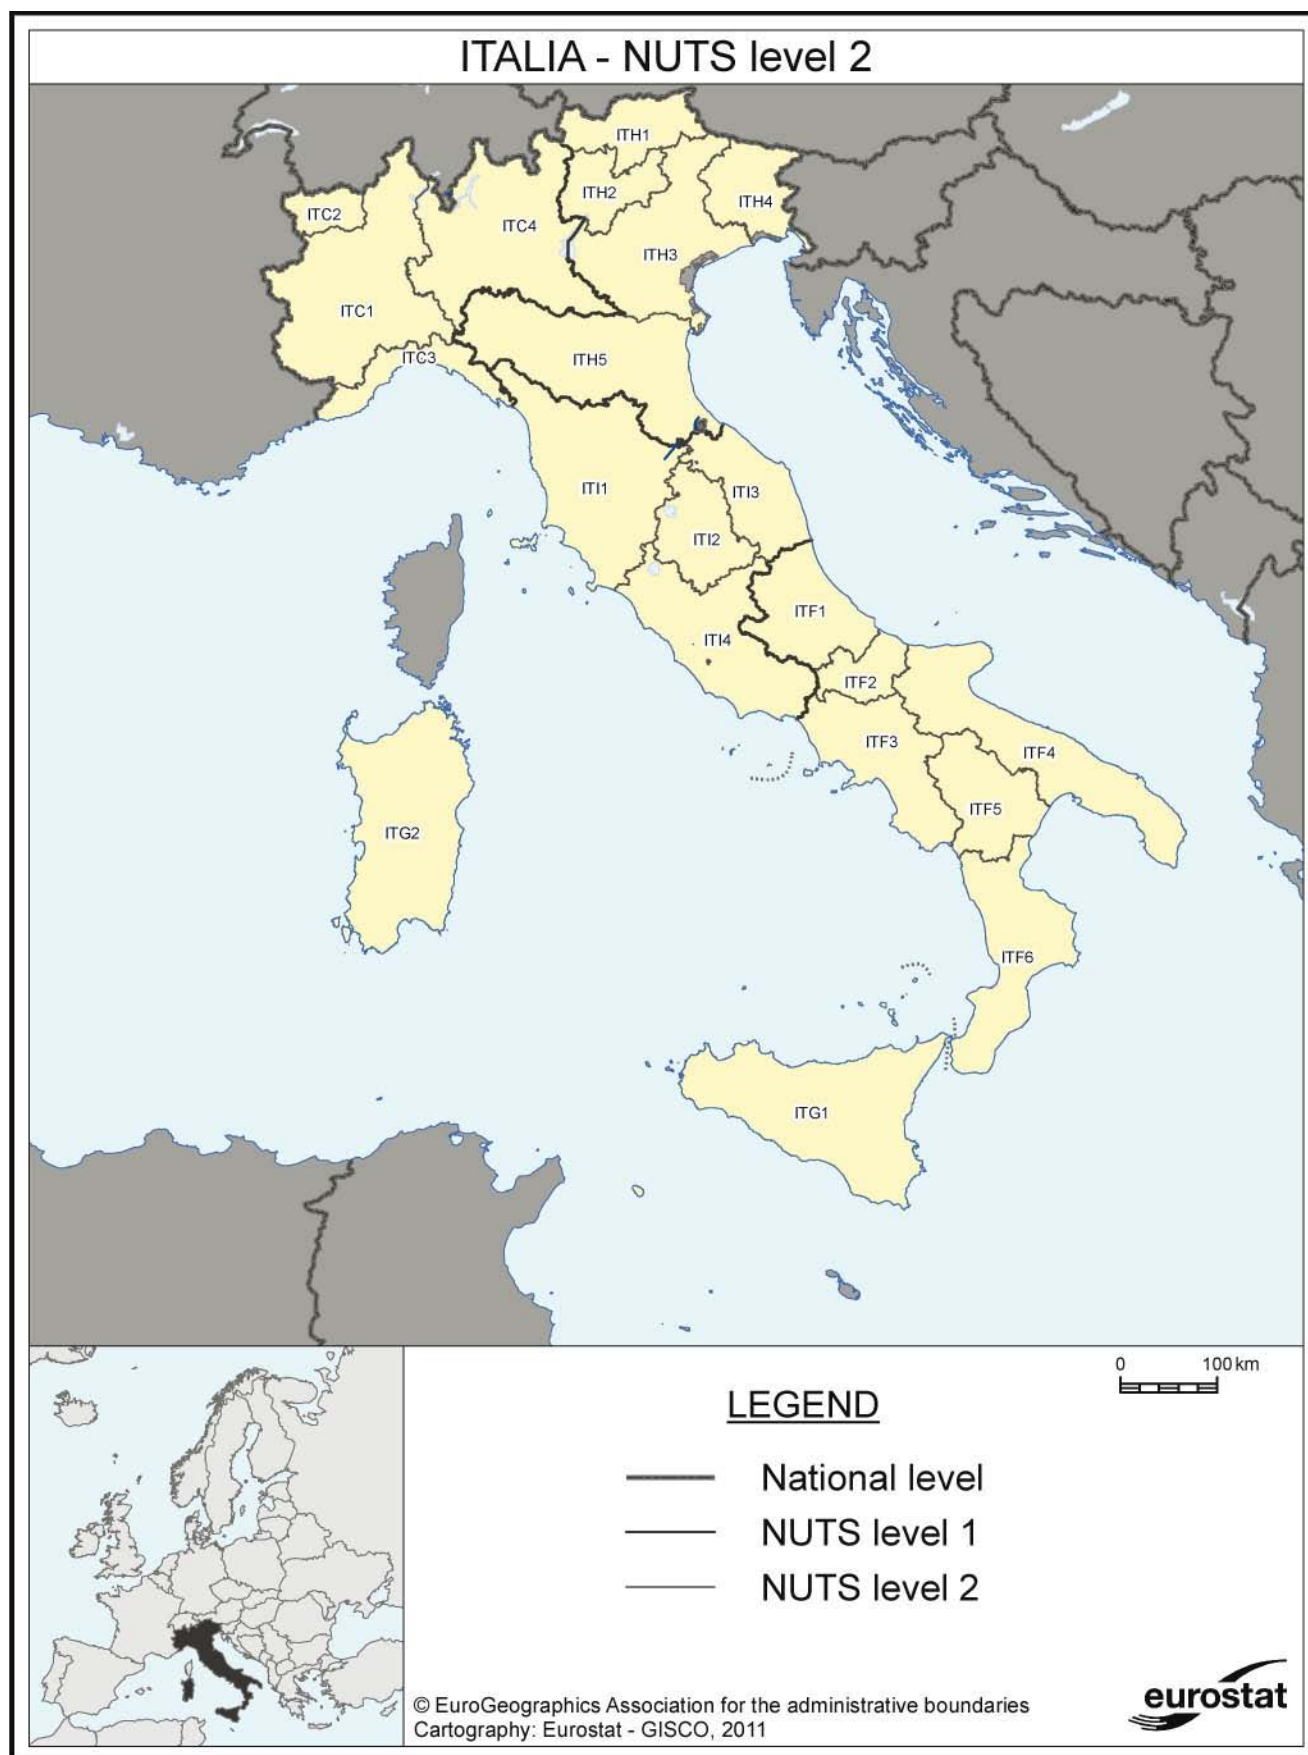 ITALIA - NUTS level 2
ITH1
ITH2
ITH4
ITC2
ITC4
ITH3
ITC1
ITC3
ITH5
ITI1
ITI3
ITI2
ITF1
ITI4
ITF2
ITF3
ITF4
ITF5
ITG2
ITF6
ITG1
0 100 km
LEGEND
National level
NUTS level 1
NUTS level 2
© EuroGeographics Association for the administrative boundaries
Cartography: Eurostat - GISCO, 2011
eurostat